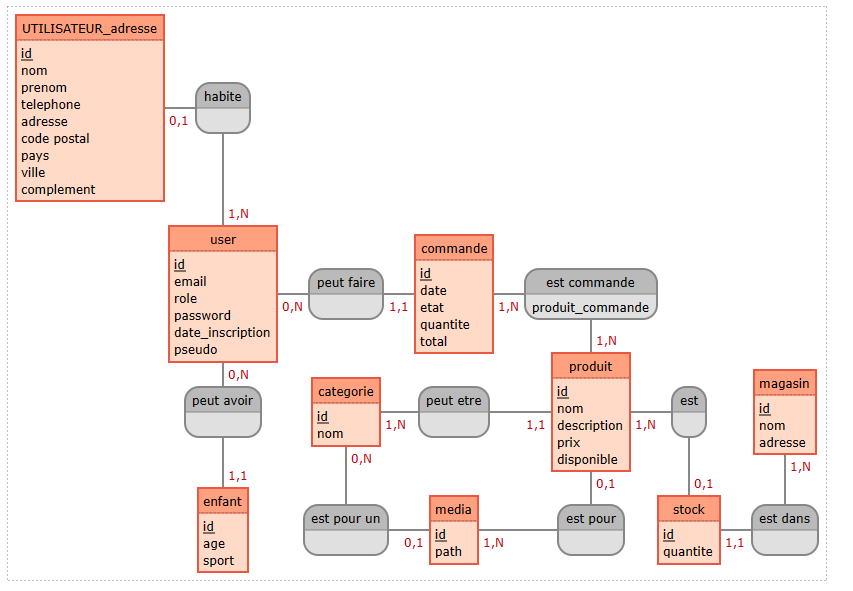 UTILISATEUR_adresse
id
nom
prenom
telephone
adresse
code postal
pays
ville
complement
habite
0,1
1,N
user
id
email
role
password
date_inscription
pseudo
0,N
peut faire
1,1
commande
id
date
etat
quantite
total
1,N
est commande
produit_commande
1,N
0,N
peut avoir
1,1
enfant
id
age
sport
categorie
id
nom
1,N
peut etre
1,1
produit
id
nom
description
prix
disponible
1,N
est
magasin
id
nom
adresse
0,N
0,1
0,1
1,N
est pour un
0,1
media
id
path
1,N
est pour
stock
id
quantite
1,1
est dans